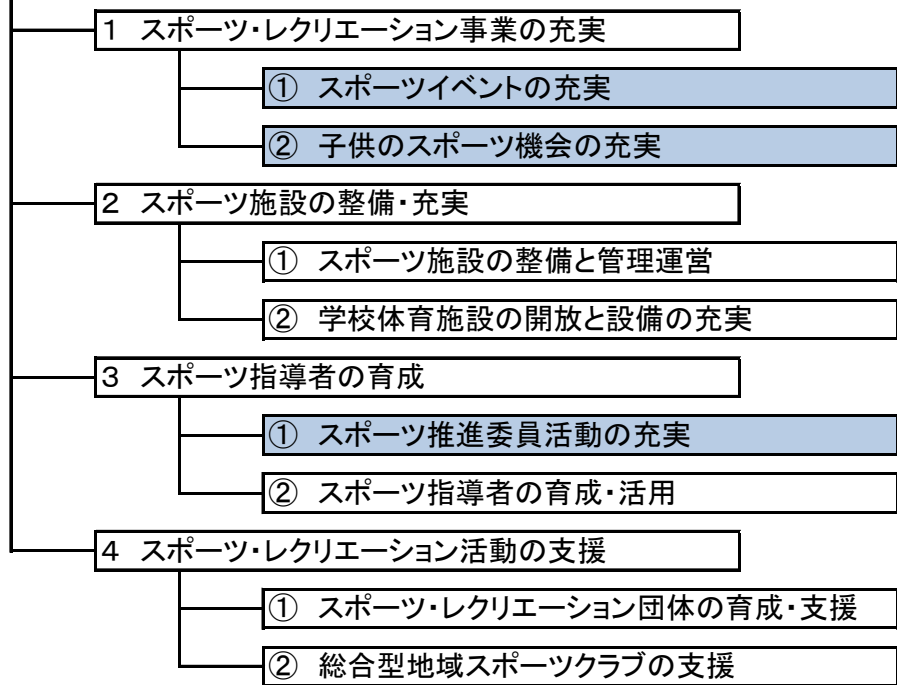 1 スポーツ・レクリエーション事業の充実
① スポーツイベントの充実
② 子供のスポーツ機会の充実
2 スポーツ施設の整備・充実
① スポーツ施設の整備と管理運営
② 学校体育施設の開放と設備の充実
3 スポーツ指導者の育成
① スポーツ推進委員活動の充実
② スポーツ指導者の育成・活用
4 スポーツ・レクリエーション活動の支援
① スポーツ・レクリエーション団体の育成・支援
② 総合型地域スポーツクラブの支援